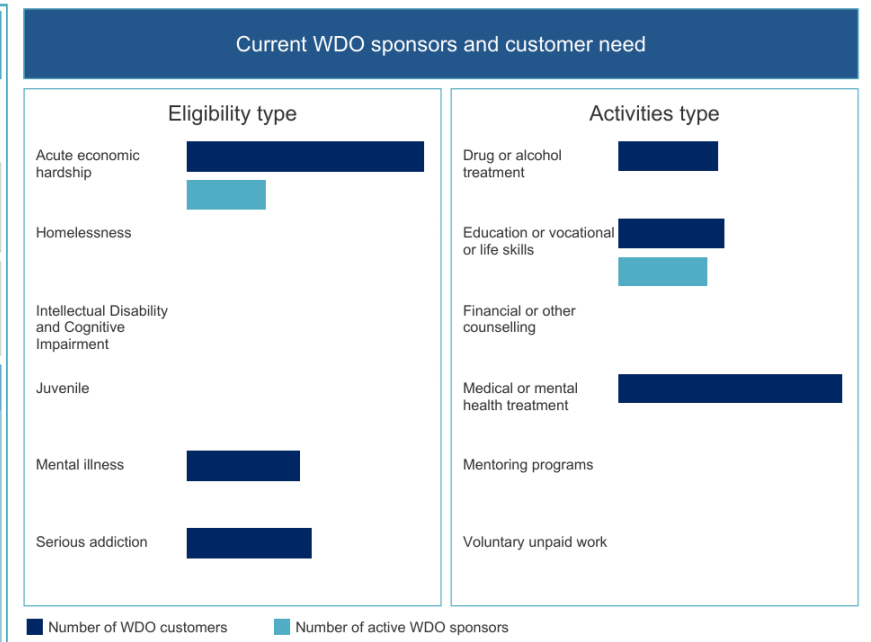 Current WDO sponsors and customer need
Eligibility type
Acute economic
hardship
Homelessness
Intellectual Disability
and Cognitive
Impairment
Juvenile
Mental illness
Serious addiction
Activities type
Drug or alcohol
treatment
Education or vocational
or life skills
Financial or other
counselling
Medical or mental
health treatment
Mentoring programs
Voluntary unpaid work
Number of WDO customers
Number of active WDO sponsors